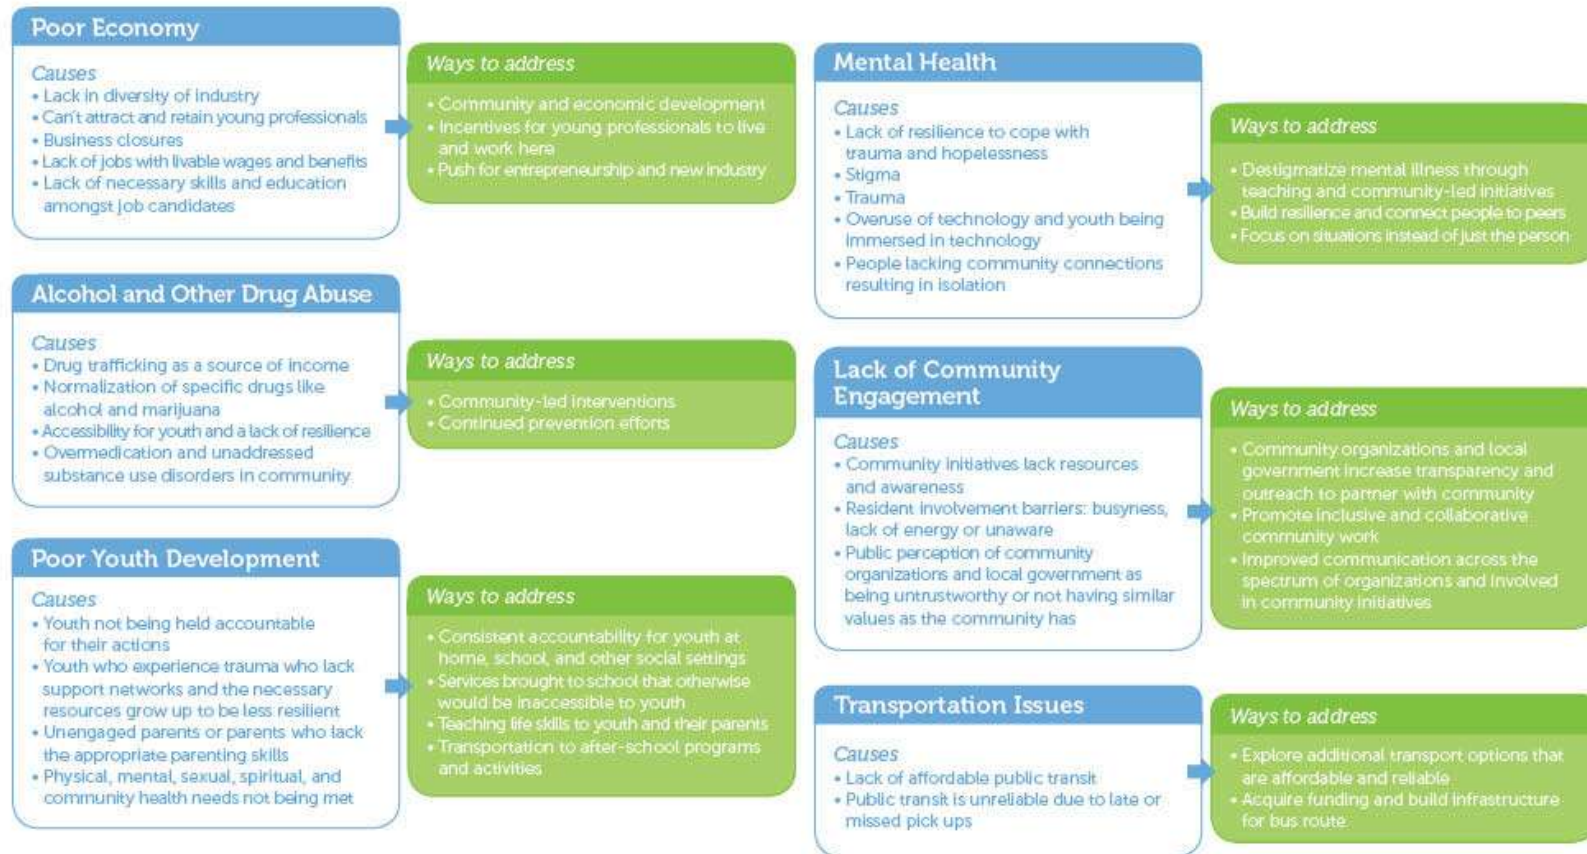 Poor Economy
Causes
• Lack in diversity of industry
• Can't attract and retain young professionals
• Business closures
• Lack of jobs with livable wages and benefits
• Lack of necessary skills and education
amongst job candidates
Ways to address
• Community and economic development
• Incentives for young professionals to live
and work here
• Push for entrepreneurship and new industry
Alcohol and Other Drug Abuse
Causes
• Drug trafficking as a source of income
• Normalization of specific drugs like
alcohol and marijuana
• Accessibility for youth and a lack of resilience
• Overmedication and unaddressed
substance use disorders in community
Ways to address
• Community-led interventions
• Continued prevention efforts
Poor Youth Development
Causes
• Youth not being held accountable
for their actions
• Youth who experience trauma who lack
support networks and the necessary
resources grow up to be less resilient
• Unengaged parents or parents who lack
the appropriate parenting skills
• Physical, mental, sexual, spiritual, and
community health needs not being met
Ways to address
• Consistent accountability for youth at
home, school, and other social settings
• Services brought to school that otherwise
would be inaccessible to youth
• Teaching life skills to youth and their parents
• Transportation to after-school programs
and activities
Mental Health
Causes
• Lack of resilience to cope with
trauma and hopelessness
• Stigma
• Trauma
• Overuse of technology and youth being
immersed in technology
• People lacking community connections
resulting in isolation
Ways to address
• Destigmatize mental illness through
teaching and community-led initiatives
• Build resilience and connect people to peers
• Focus on situations instead of just the person
Lack of Community
Engagement
Causes
• Community initiatives lack resources
and awareness
• Resident involvement barriers: busyness,
lack of energy or unaware
• Public perception of community
organizations and local government as
being untrustworthy or not having similar
values as the community has
Ways to address
• Community organizations and local
government increase transparency and
outreach to partner with community
• Promote inclusive and collaborative
community work
• Improved communication across the
spectrum of organizations and involved
in community initiatives
Transportation Issues
Causes
• Lack of affordable public transit
• Public transit is unreliable due to late or
missed pick ups
Ways to address
• Explore additional transport options that
are affordable and reliable
• Acquire funding and build infrastructure
for bus route.